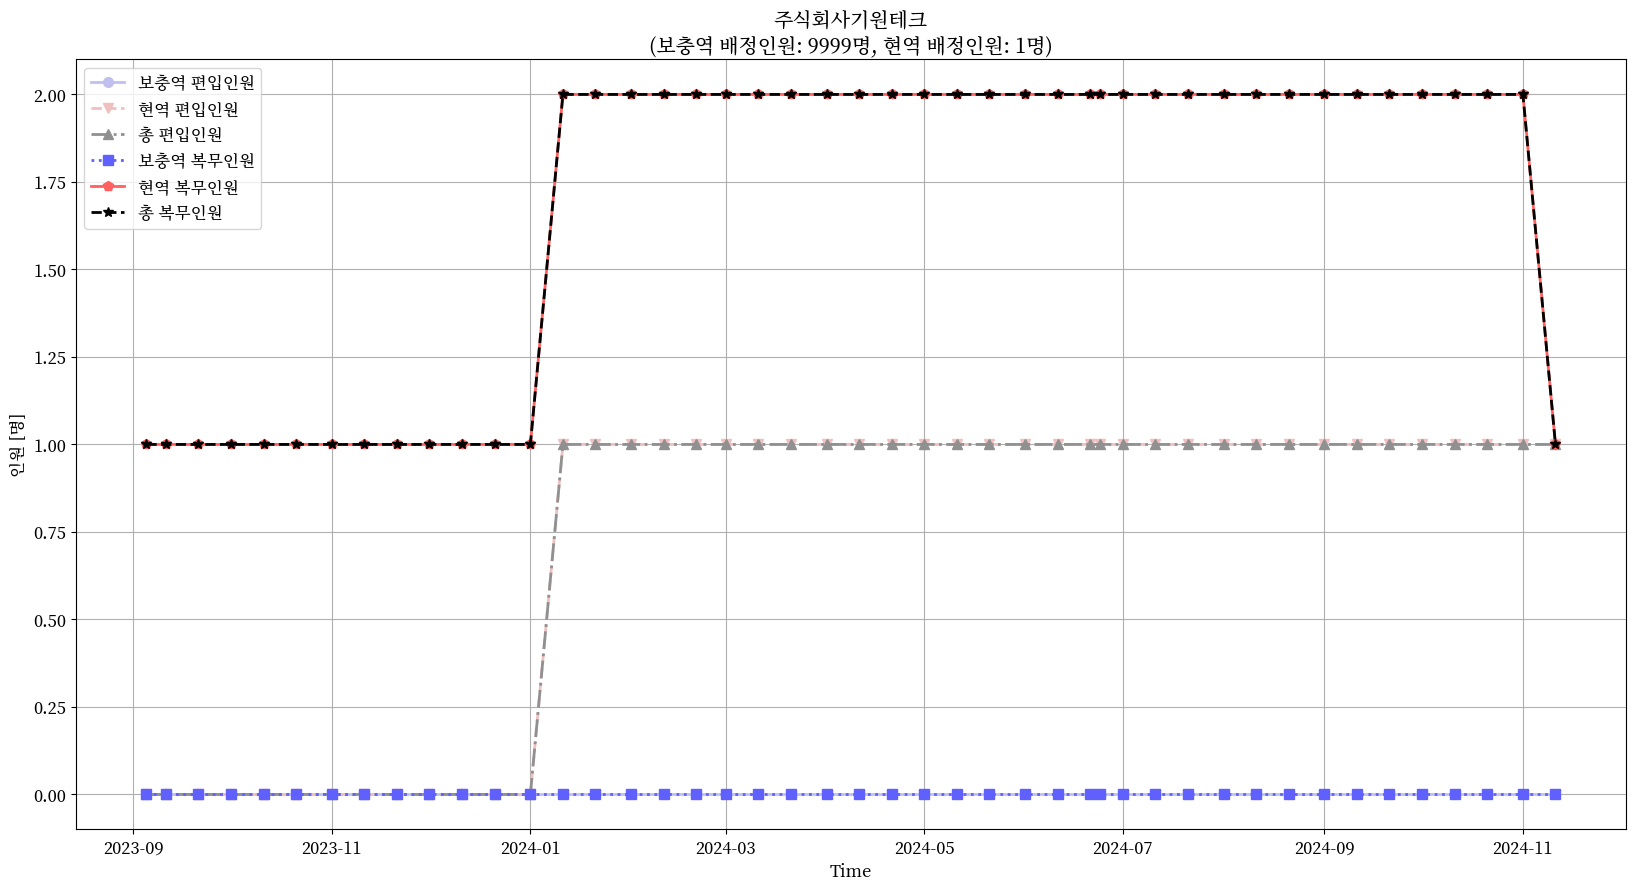 주식회사기원테크
(보충역 배정인원: 9999명, 현역 배정인원: 1명)
보충역 편입인원
현역 편입인원
총 편입인원
보충역 복무인원
현역 복무인원
총 복무인원
2.00
1.75
1.50
1.25
1.00
0.75
0.50
0.25
0.00
인원 [명]
2023-09 2023-11 2024-01 2024-03 2024-05 2024-07 2024-09 2024-11
Time